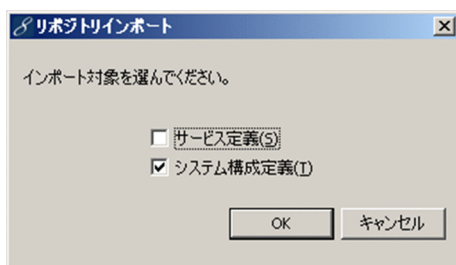 リポジトリインポート
インポート対象を選んでください。
サービス定義(S)
システム構成定義(T)
OK キャンセル